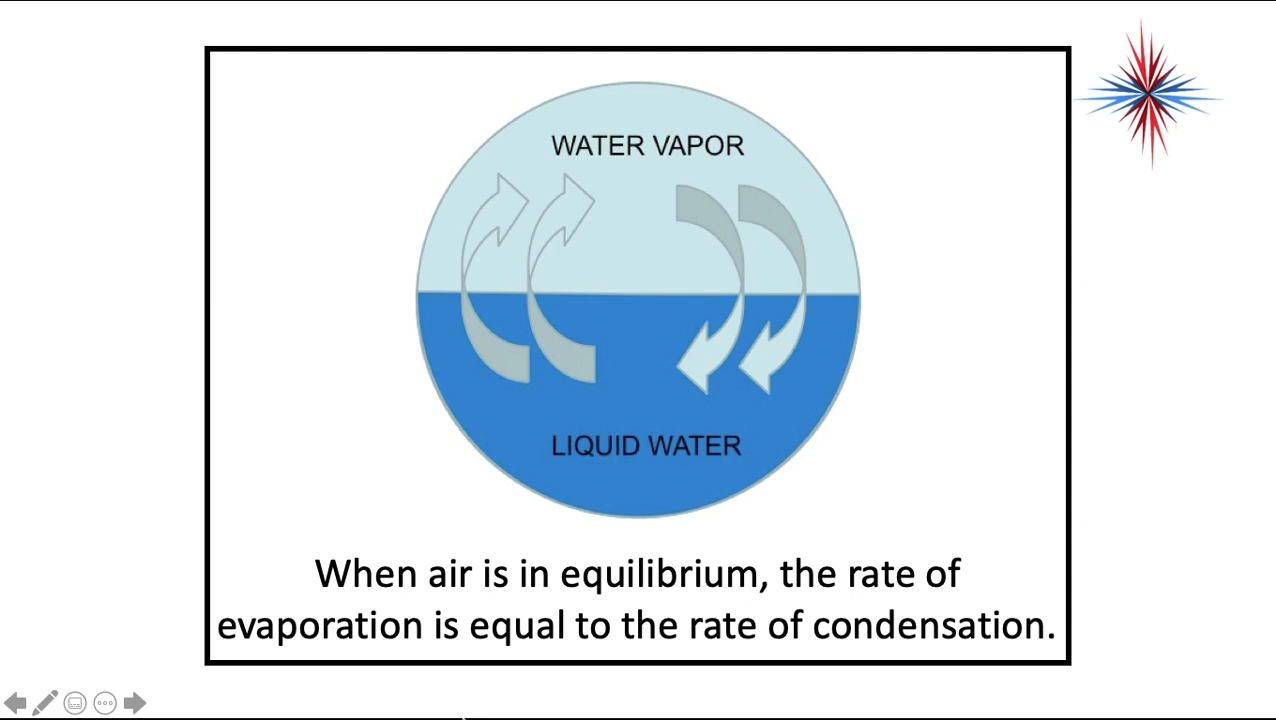 WATER VAPOR
LIQUID WATER
When air is in equilibrium, the rate of
evaporation is equal to the rate of condensation.